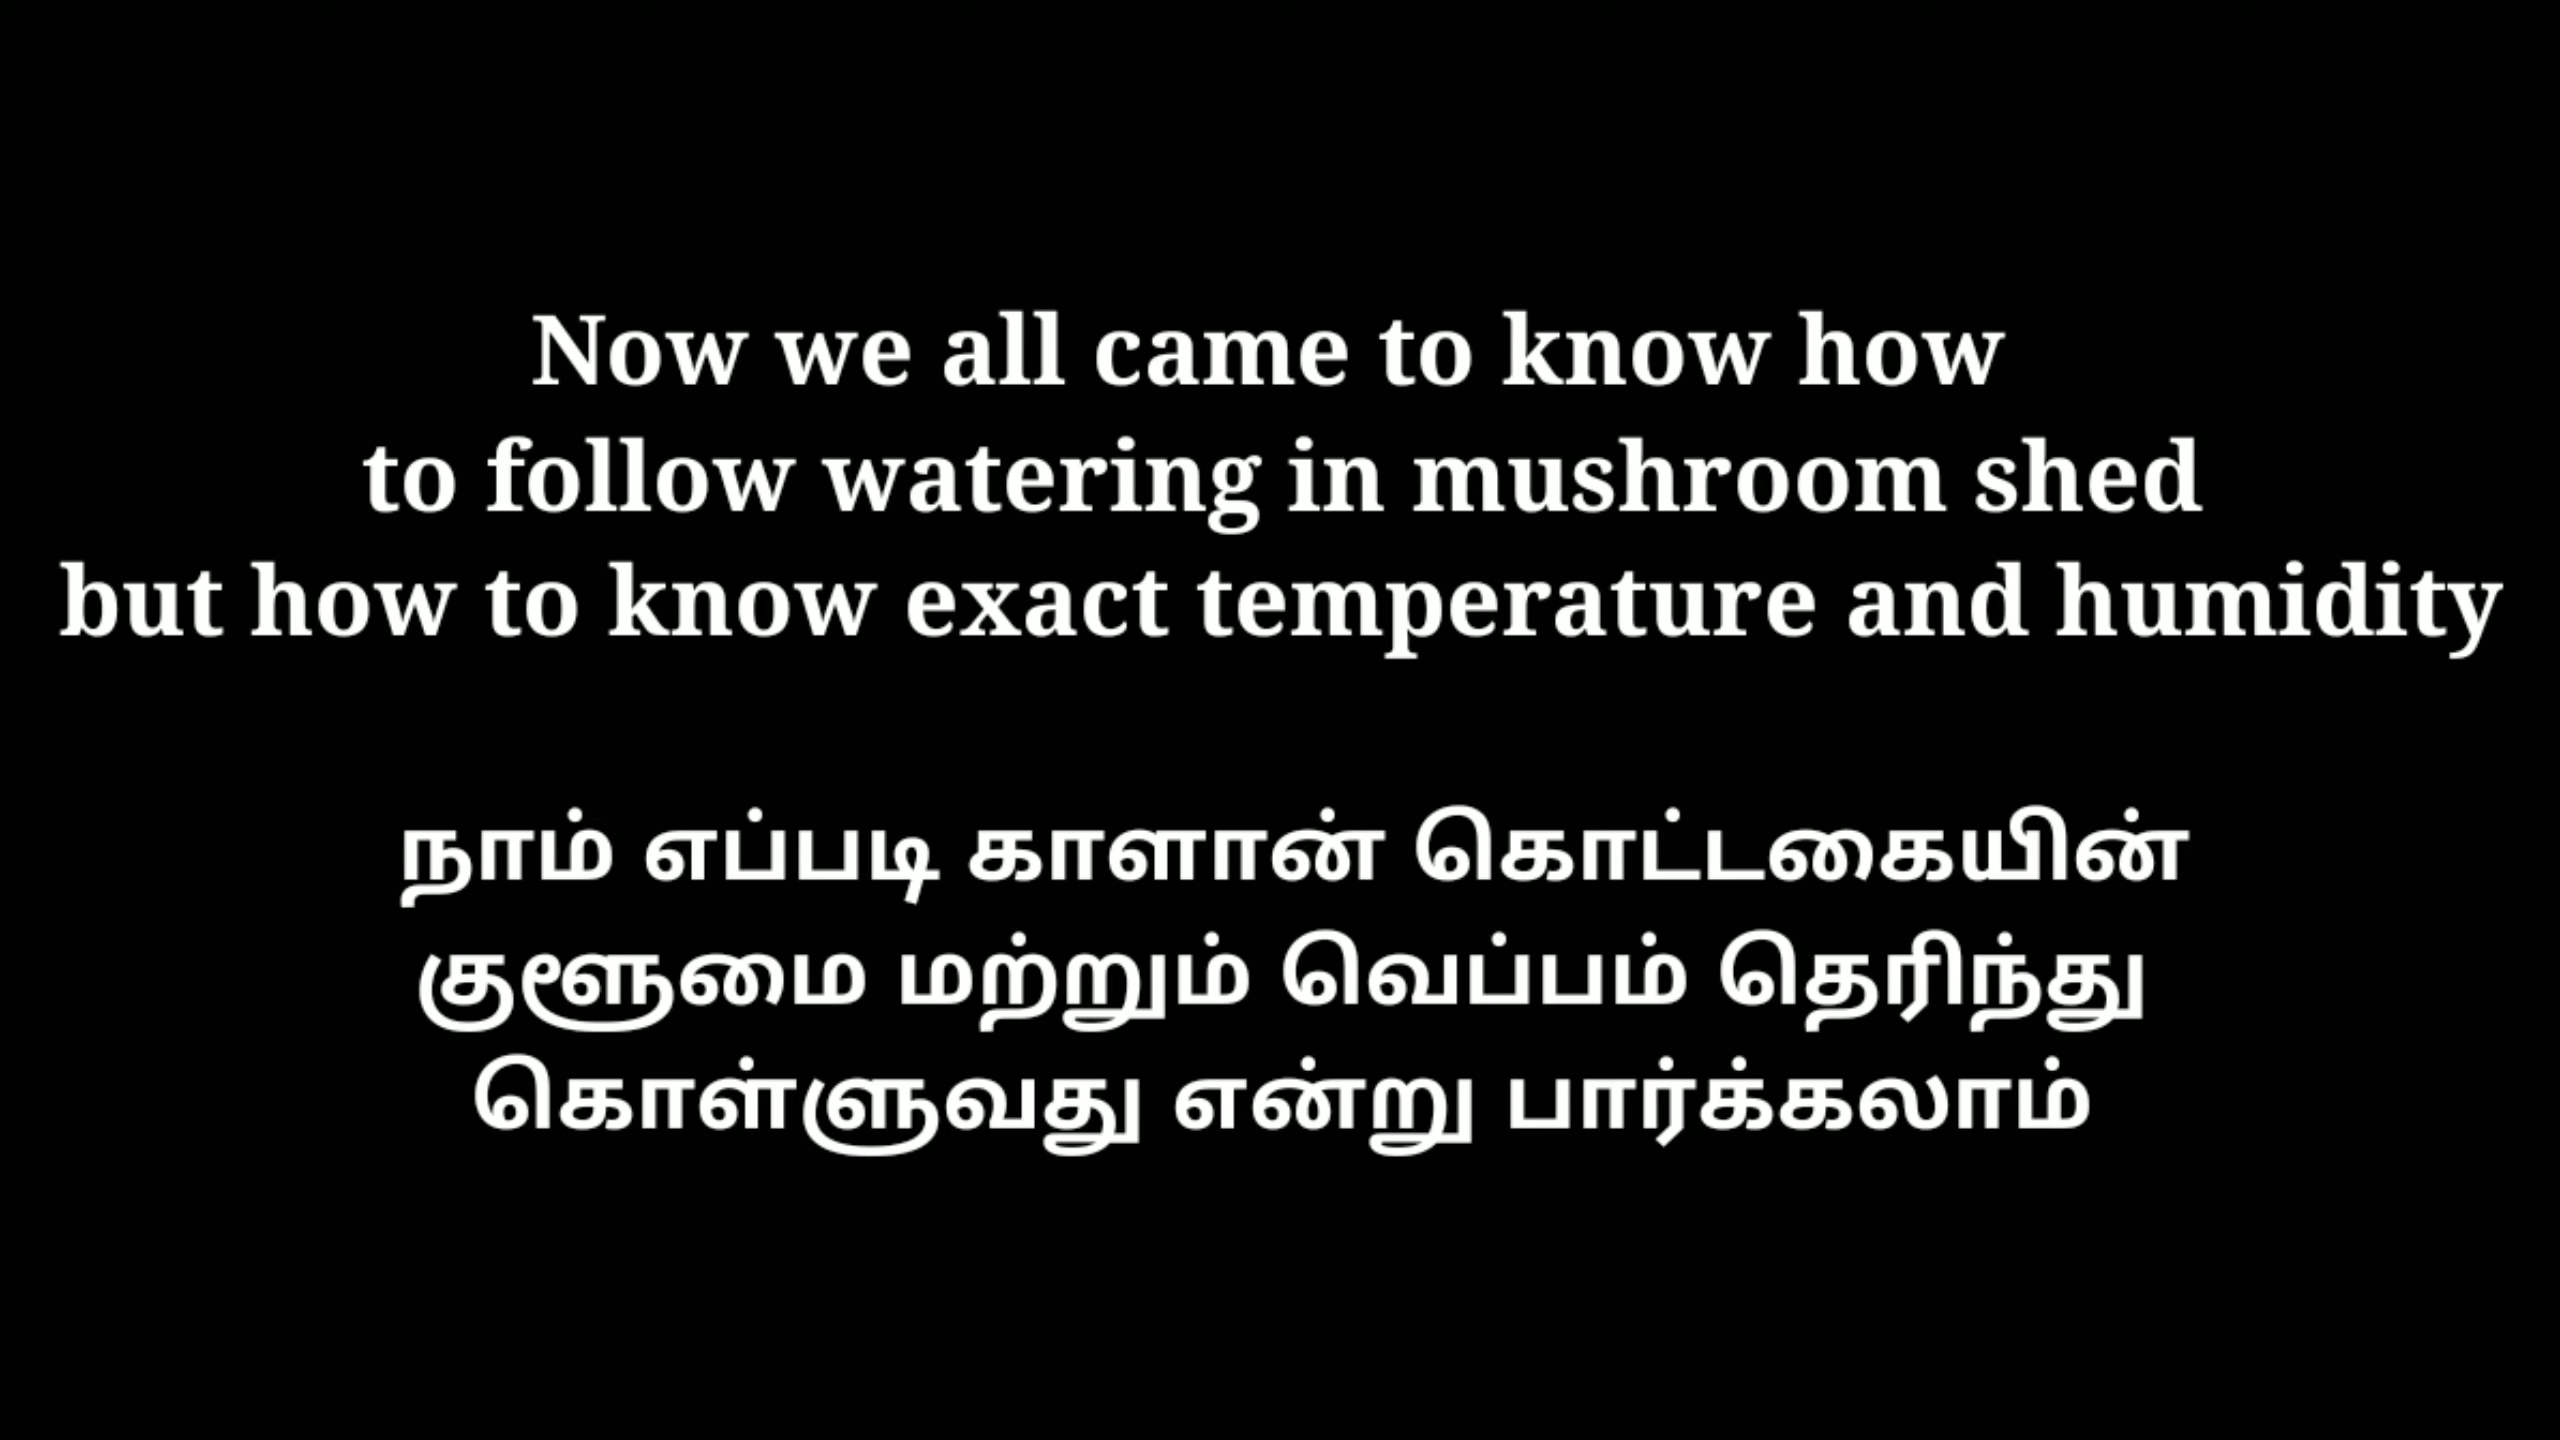 Now we all came to know how
to follow watering in mushroom shed
but how to know exact temperature and humidity
நாம் எப்படி காளான் கொட்டகையின்
குளூமை மற்றும் வெப்பம் தெரிந்து
கொள்ளுவது என்று பார்க்கலாம்